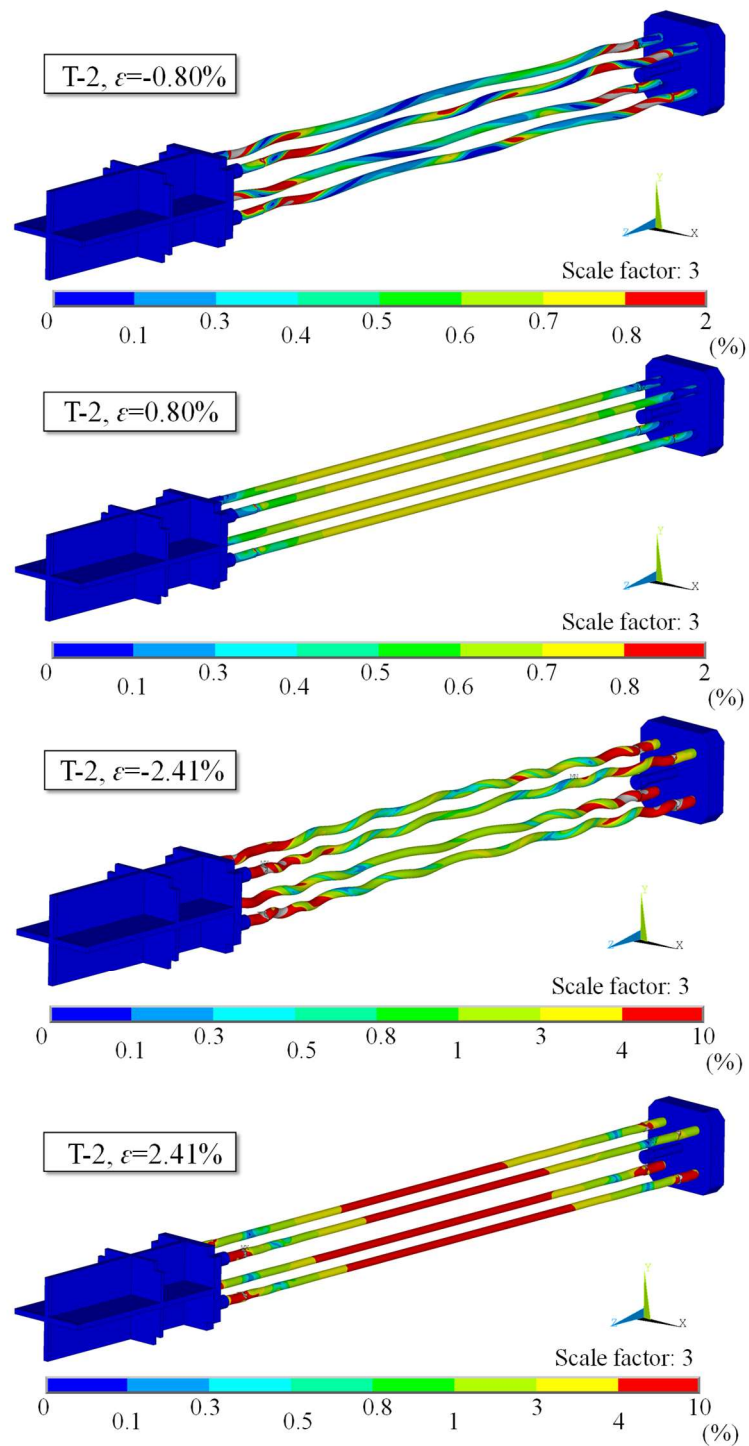 T-2, ε=-0.80%
Y
Z
X
Scale factor: 3
0 0.1 0.3 0.4 0.5 0.6 0.7 0.8 2
(%)
T-2, ε=0.80%
Y
Z
X
Scale factor: 3
0 0.1 0.3 0.4 0.5 0.6 0.7 0.8 2
(%)
T-2, ε=-2.41%
MN
Y
Z
X
Scale factor: 3
0 0.1 0.3 0.5 0.8 1 3 4 10
(%)
T-2, ε=2.41%
Y
Z
X
Scale factor: 3
0 0.1 0.3 0.5 0.8 1 3 4 10
(%)